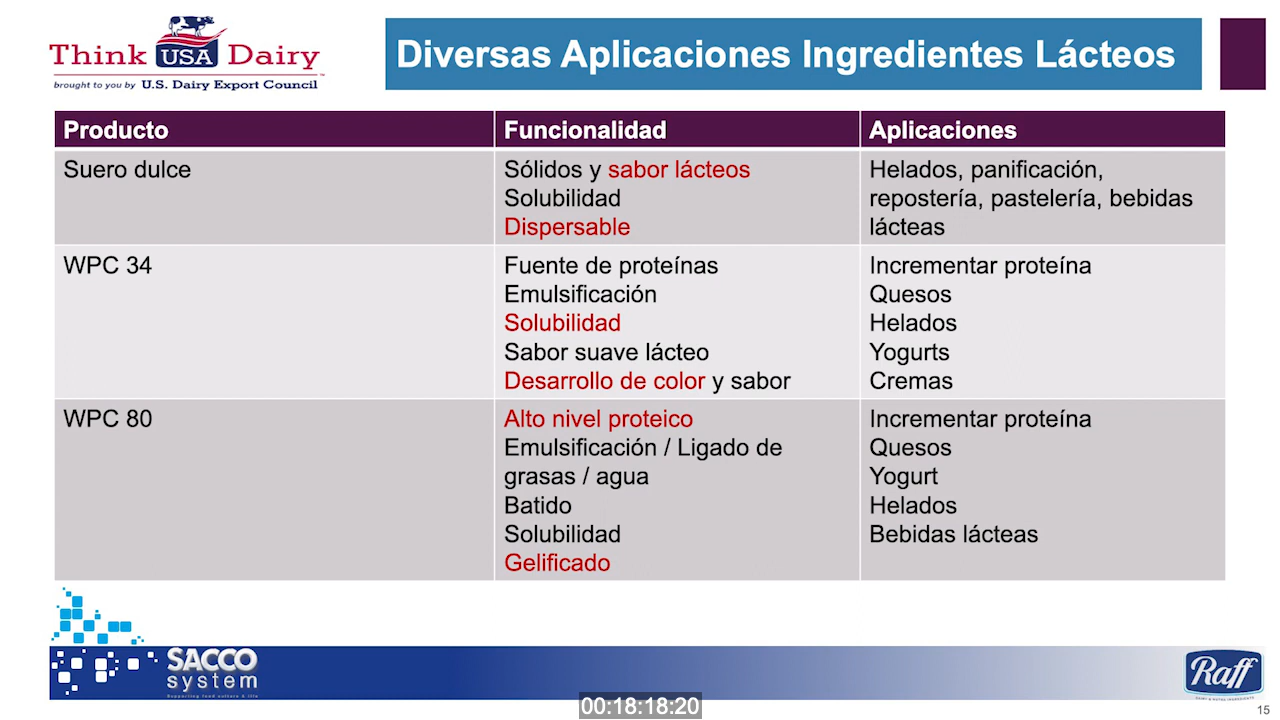 Think USA Dairy
brought to you by U.S. Dairy Export Council
Diversas Aplicaciones Ingredientes Lácteos
Producto
Funcionalidad
Aplicaciones
Suero dulce
Sólidos y sabor lácteos
Solubilidad
Dispersable
Helados, panificación,
repostería, pastelería, bebidas
lácteas
WPC 34
Fuente de proteínas
Emulsificación
Solubilidad
Sabor suave lácteo
Desarrollo de color y sabor
Incrementar proteína
Quesos
Helados
Yogurts
Cremas
WPC 80
Alto nivel proteico
Emulsificación / Ligado de
grasas / agua
Batido
Solubilidad
Gelificado
Incrementar proteína
Quesos
Yogurt
Helados
Bebidas lácteas
SACCO
system
Supporting food culture & life
Raff
00:18:18:20
15